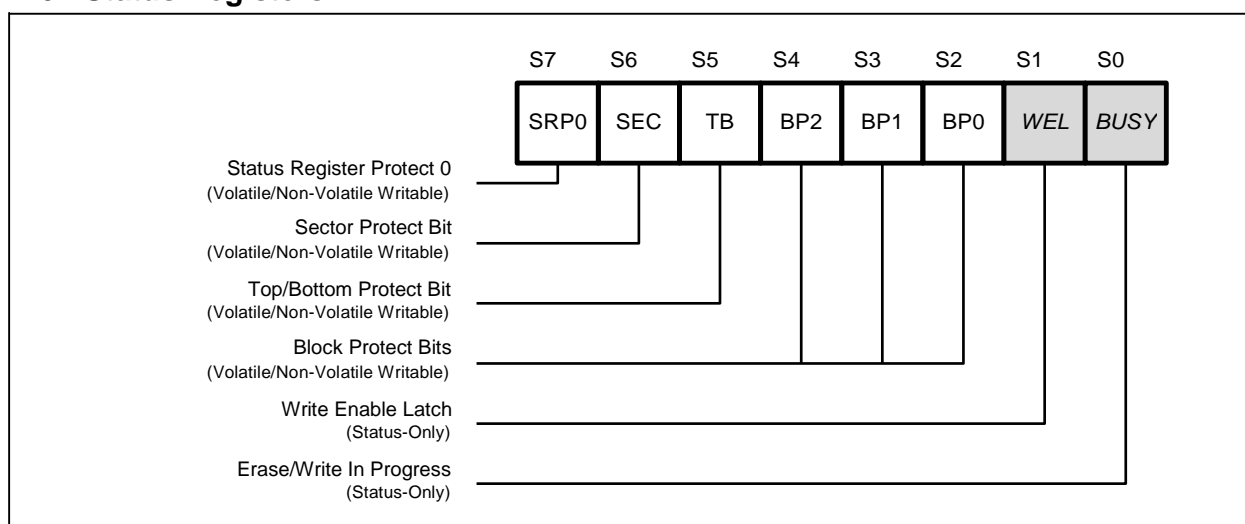 Status Registers
S7 S6 S5 S4 S3 S2 S1 S0
SRP0 SEC TB BP2 BP1 BP0 WEL BUSY
Status Register Protect 0
(Volatile/Non-Volatile Writable)
Sector Protect Bit
(Volatile/Non-Volatile Writable)
Top/Bottom Protect Bit
(Volatile/Non-Volatile Writable)
Block Protect Bits
(Volatile/Non-Volatile Writable)
Write Enable Latch
(Status-Only)
Erase/Write In Progress
(Status-Only)